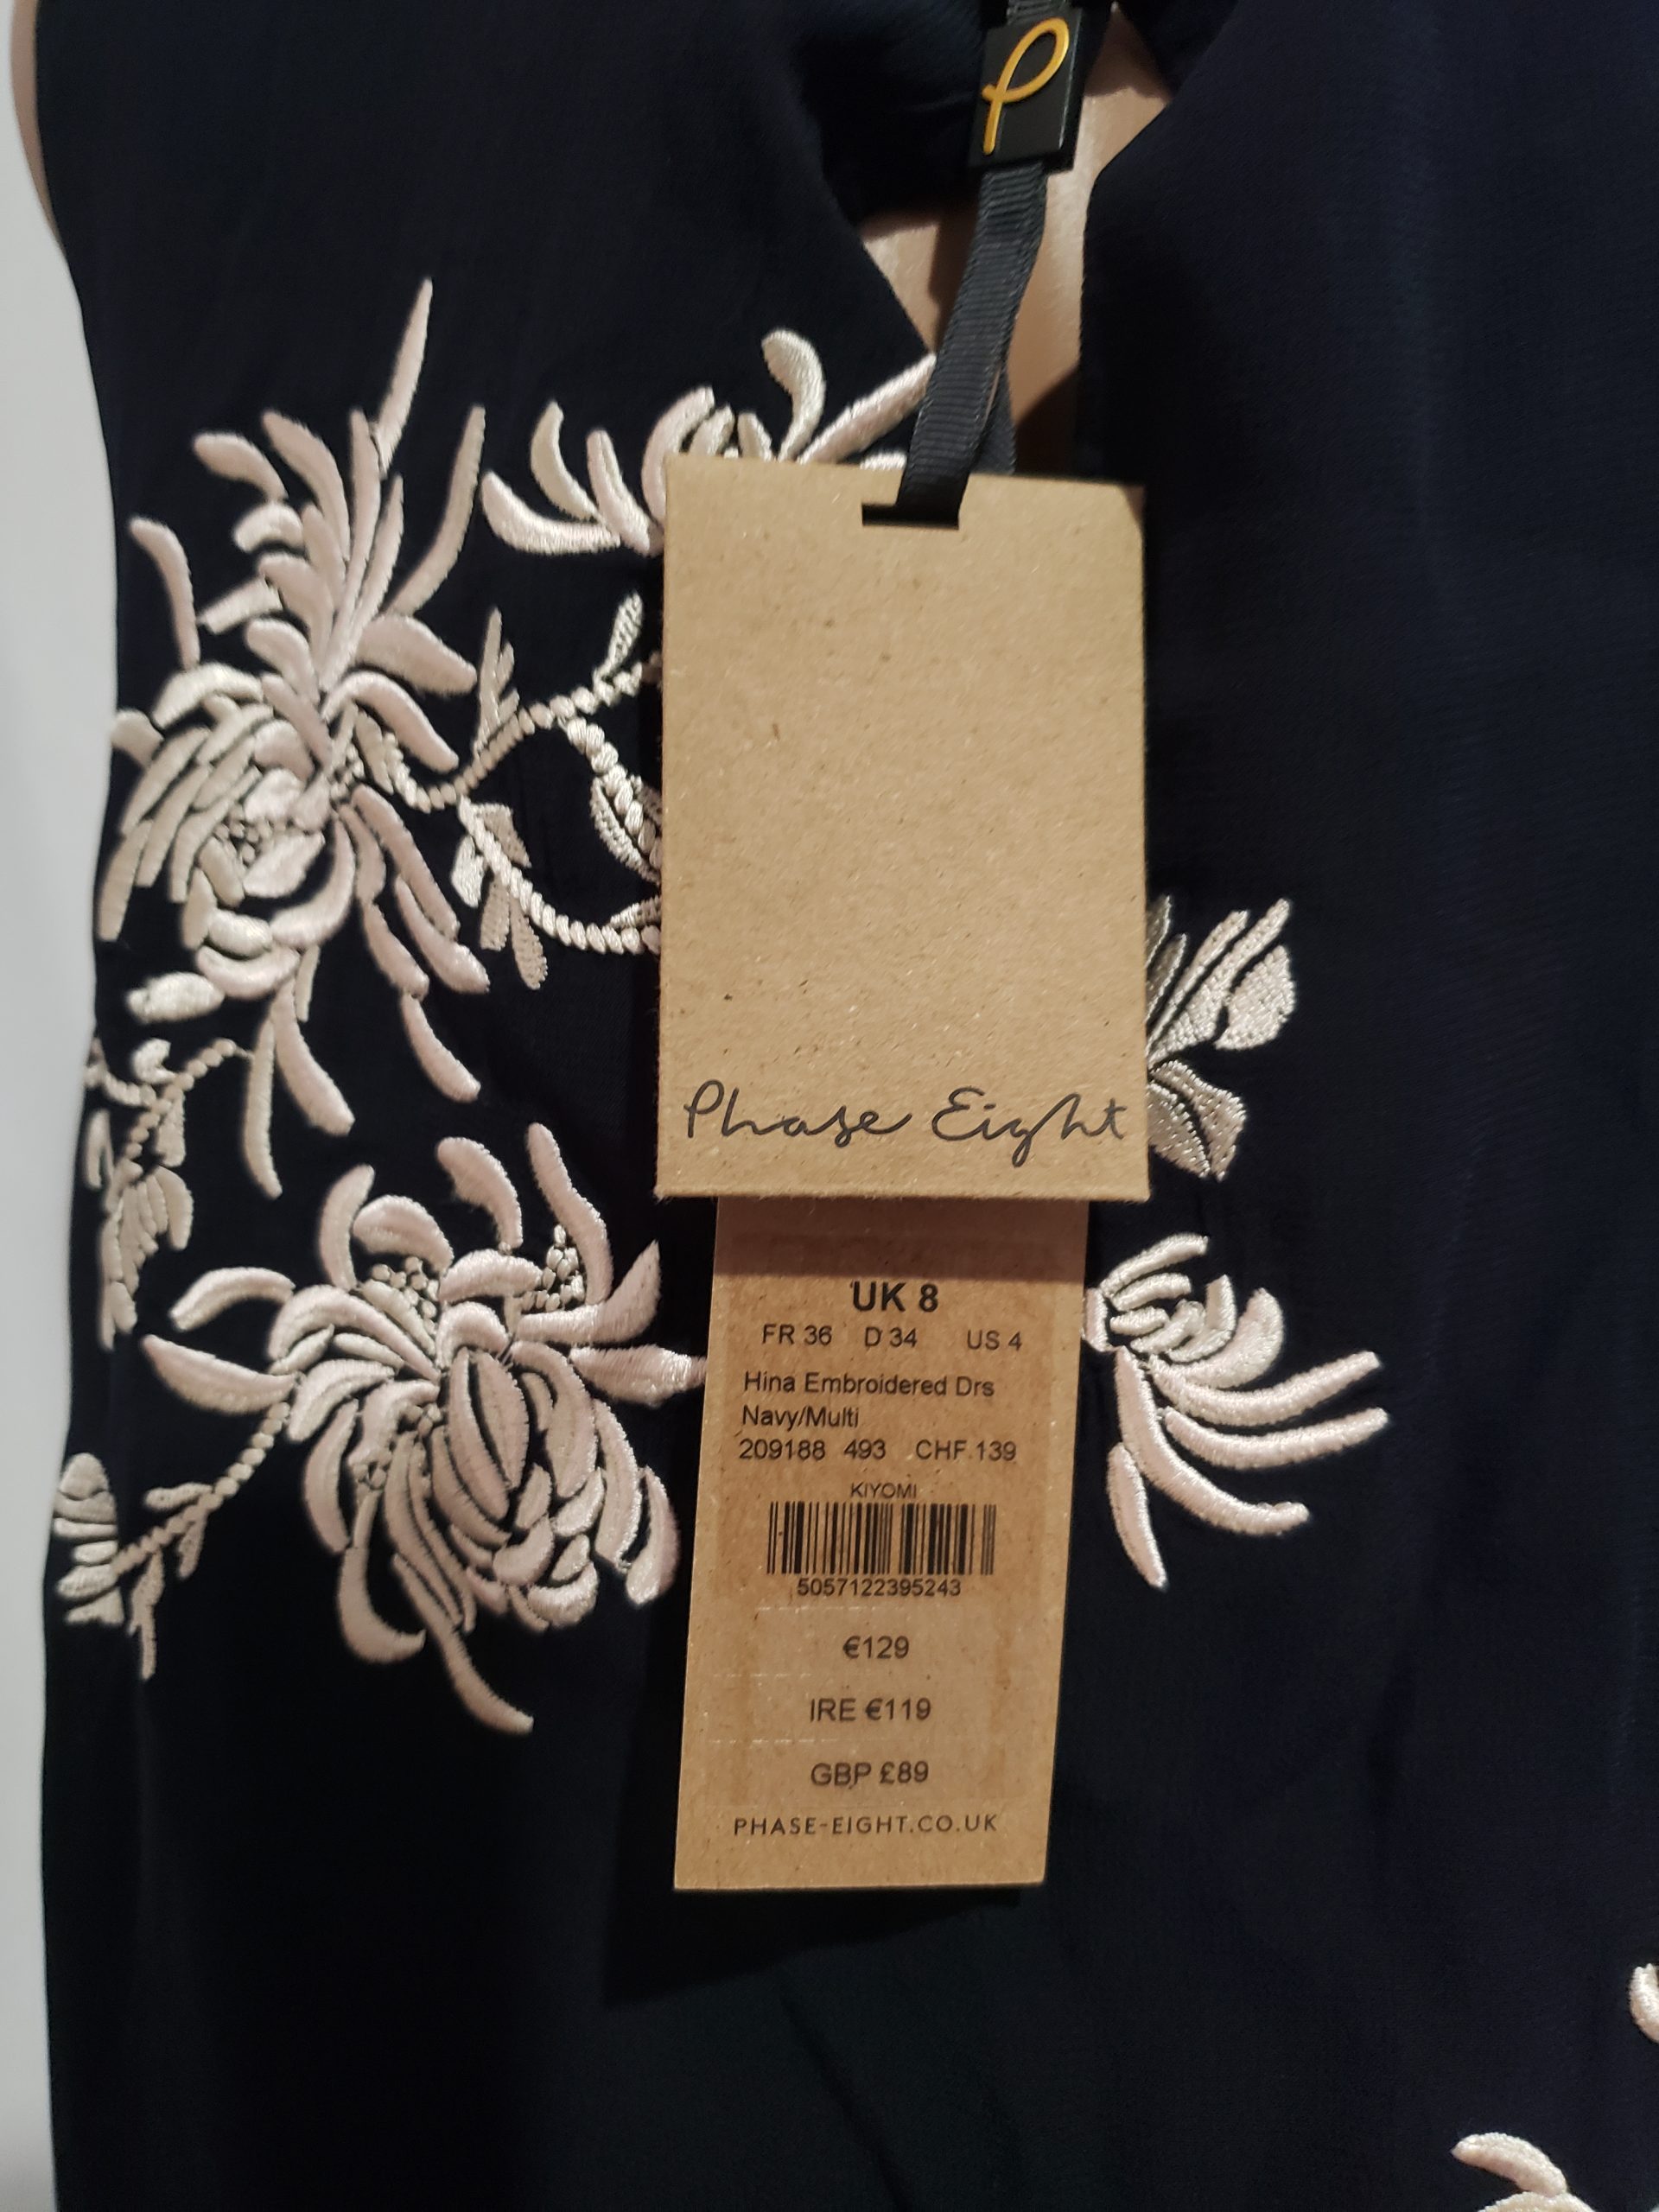 P
Phase Eight
UK 8
FR 36 D 34 US 4
Hina Embroidered Drs
Navy/Multi
209188 493 CHF 139
KIYOMI
5057122395243
€129
IRE €119
GBP £89
PHASE-EIGHT.CO.UK